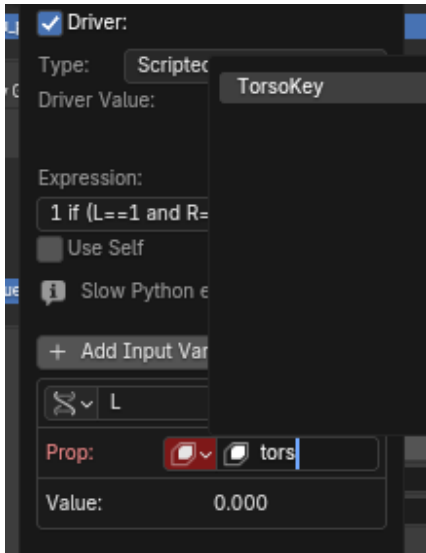 Driver:
Type:
Driver Value:
TorsoKey
Expression:
1 if (L==1 and R=
Use Self
Slow Python e
+ Add Input Var
L
Prop: tors
Value: 0.000